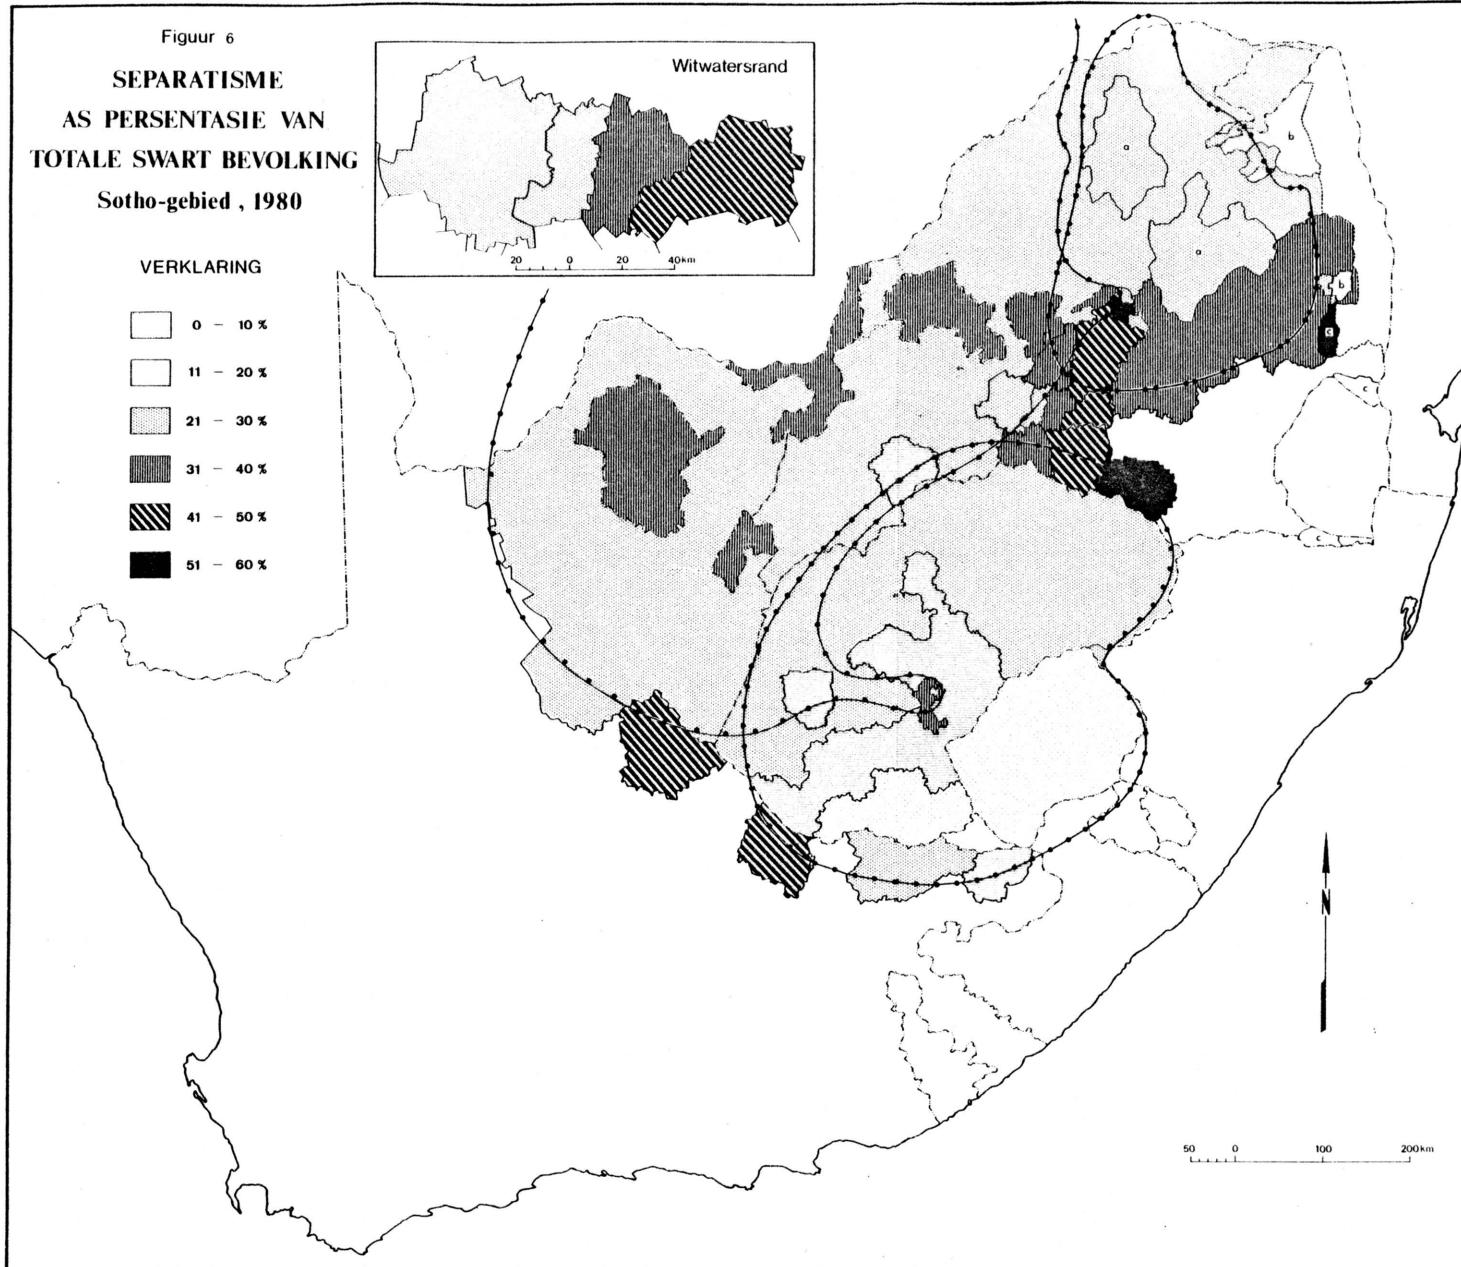 Figuur 6
SEPARATISME
AS PERSENTASIE VAN
TOTALE SWART BEVOLKING
Sotho-gebied , 1980
VERKLARING
0 – 10 %
11 – 20 %
21 – 30 %
31 – 40 %
41 – 50 %
51 – 60 %
Witwatersrand
20 0 20 40km
a
b
a
b
c
c
c
N
50 0 100 200km